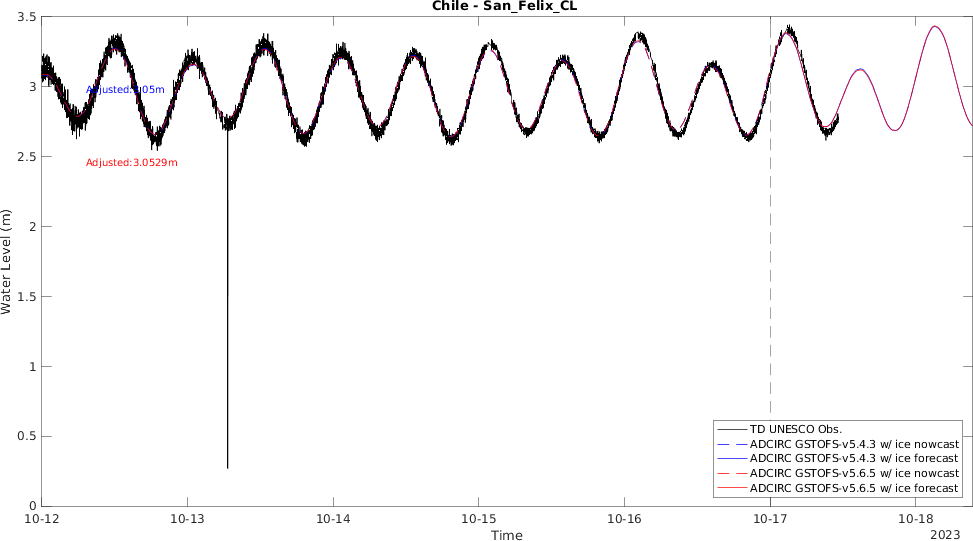 Chile - San_Felix_CL
3.5
3
2.5
2
1.5
1
0.5
0
Water Level (m)
Adjusted:3.05m
Adjusted:3.0529m
TD UNESCO Obs.
ADCIRC GSTOFS-v5.4.3 w/ ice nowcast
ADCIRC GSTOFS-v5.4.3 w/ ice forecast
ADCIRC GSTOFS-v5.6.5 w/ ice nowcast
ADCIRC GSTOFS-v5.6.5 w/ ice forecast
10-12
10-13
10-14
10-15
10-16
10-17
10-18
Time
2023